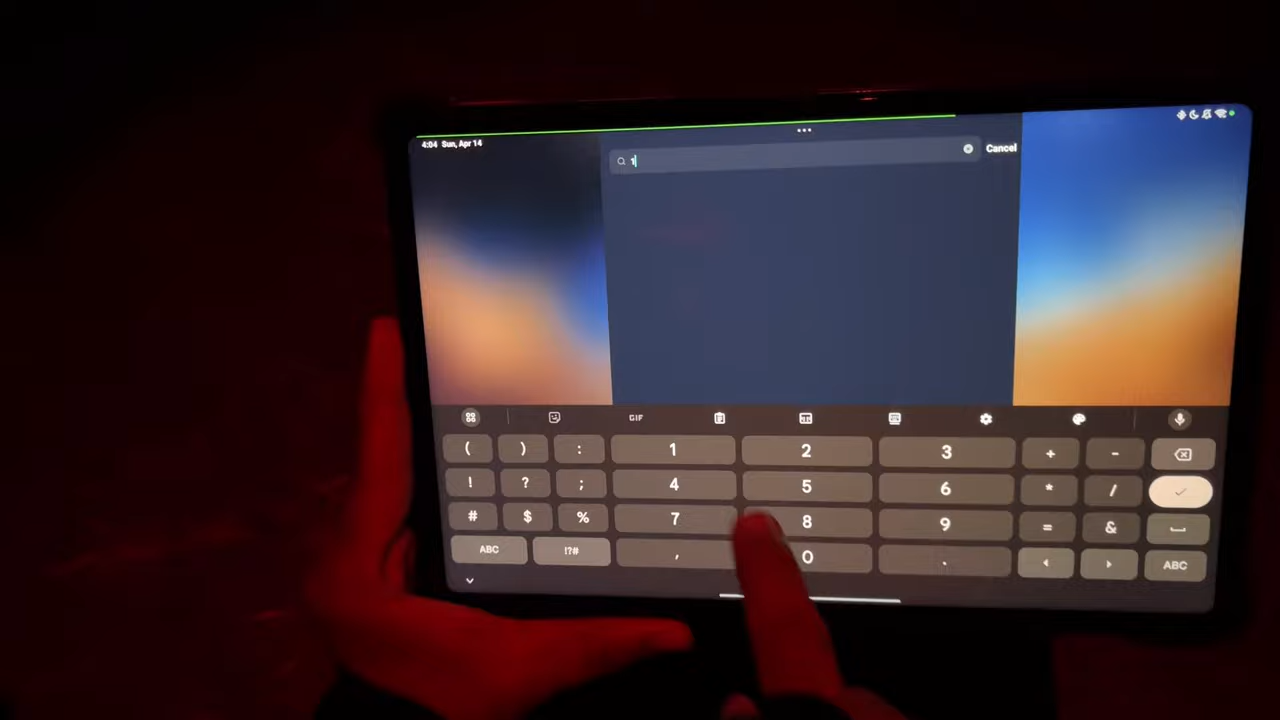 4:04 Sun, Apr 14
1
Cancel
GIF
( ) : 1 2 3 + -
! ? ; 4 5 6 * /
# $ % 7 8 9 = &
ABC !?# , 0 . ABC